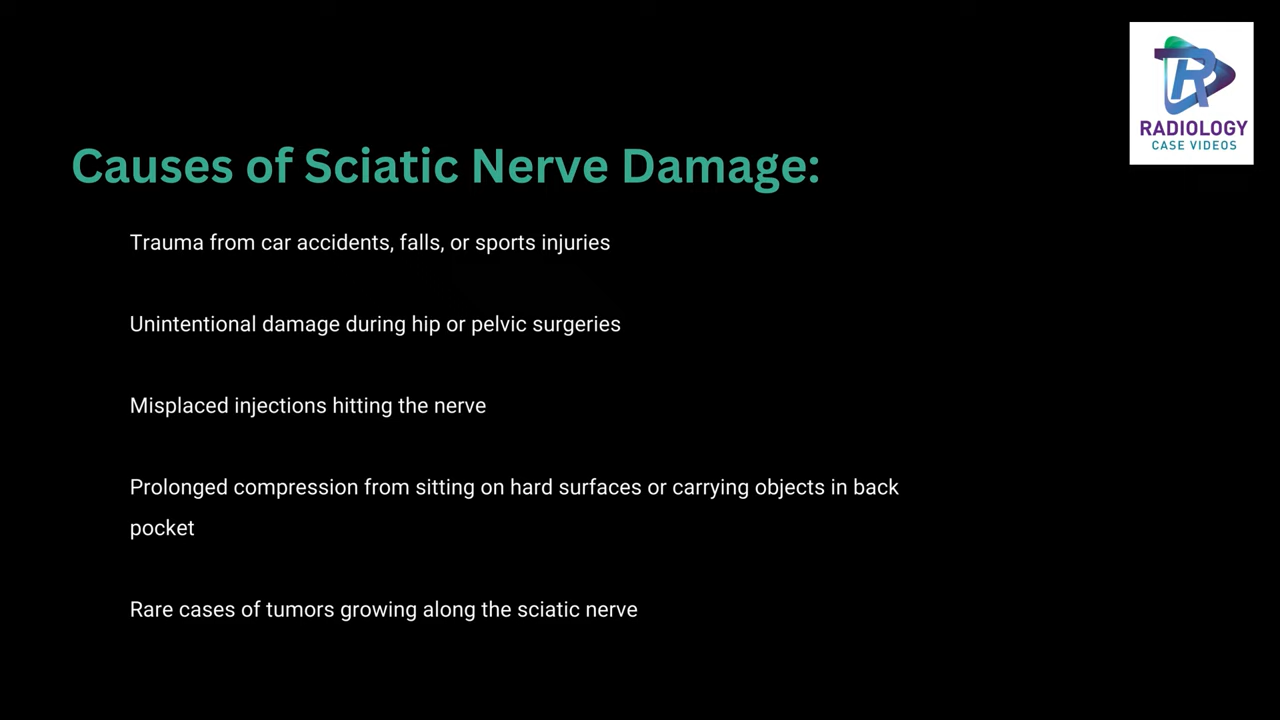 RADIOLOGY
CASE VIDEOS
Causes of Sciatic Nerve Damage:
Trauma from car accidents, falls, or sports injuries
Unintentional damage during hip or pelvic surgeries
Misplaced injections hitting the nerve
Prolonged compression from sitting on hard surfaces or carrying objects in back
pocket
Rare cases of tumors growing along the sciatic nerve